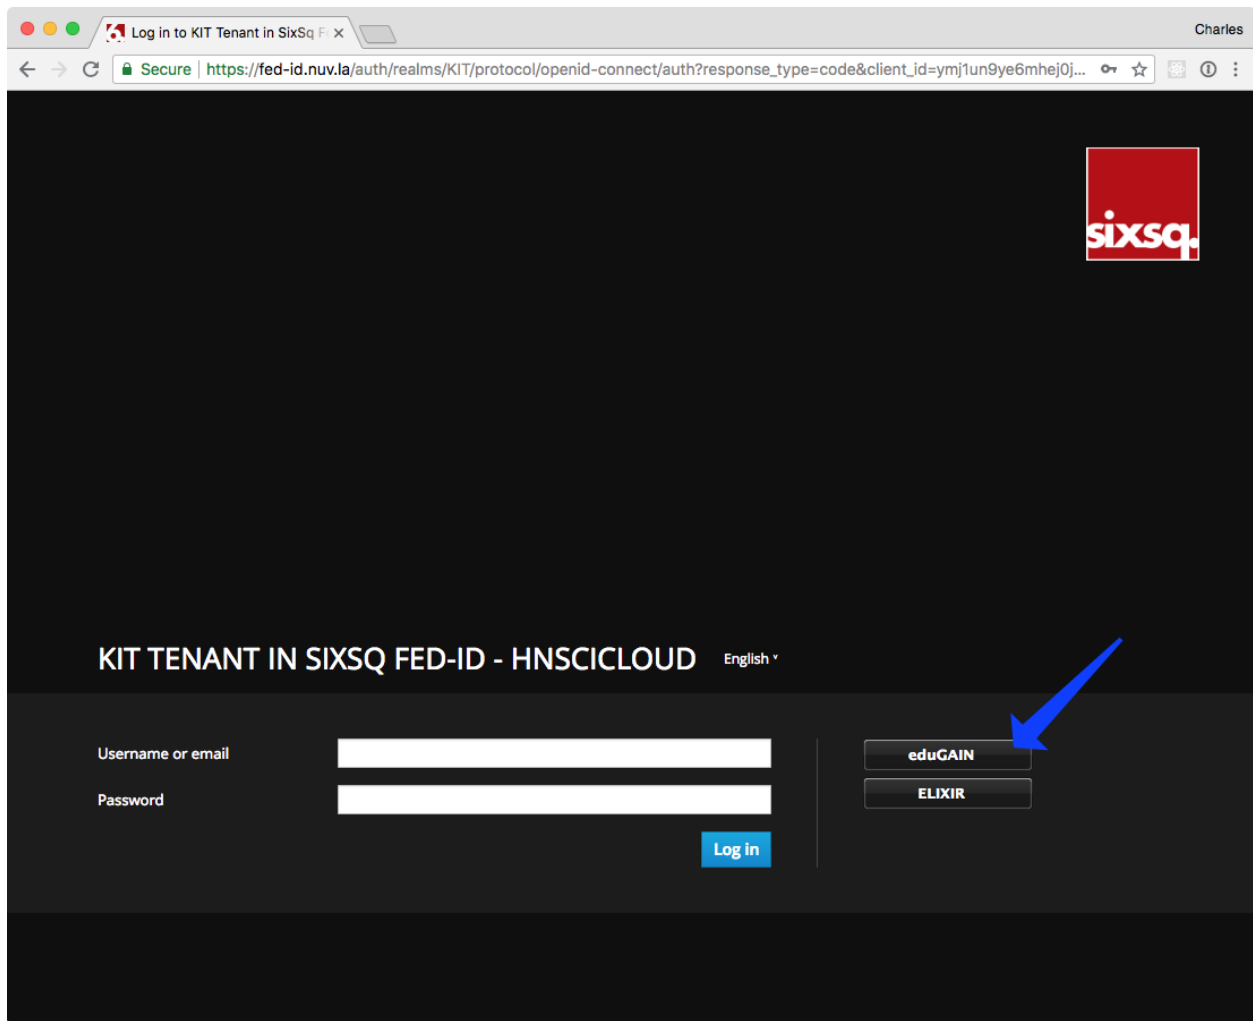 Log in to KIT Tenant in SixSq F
Charles
Secure | https://fed-id.nuv.la/auth/realms/KIT/protocol/openid-connect/auth?response_type=code&client_id=ymj1un9ye6mhej0j...
sixsq.
KIT TENANT IN SIXSQ FED-ID - HNSCICLOUD English
Username or email
eduGAIN
Password
ELIXIR
Log in